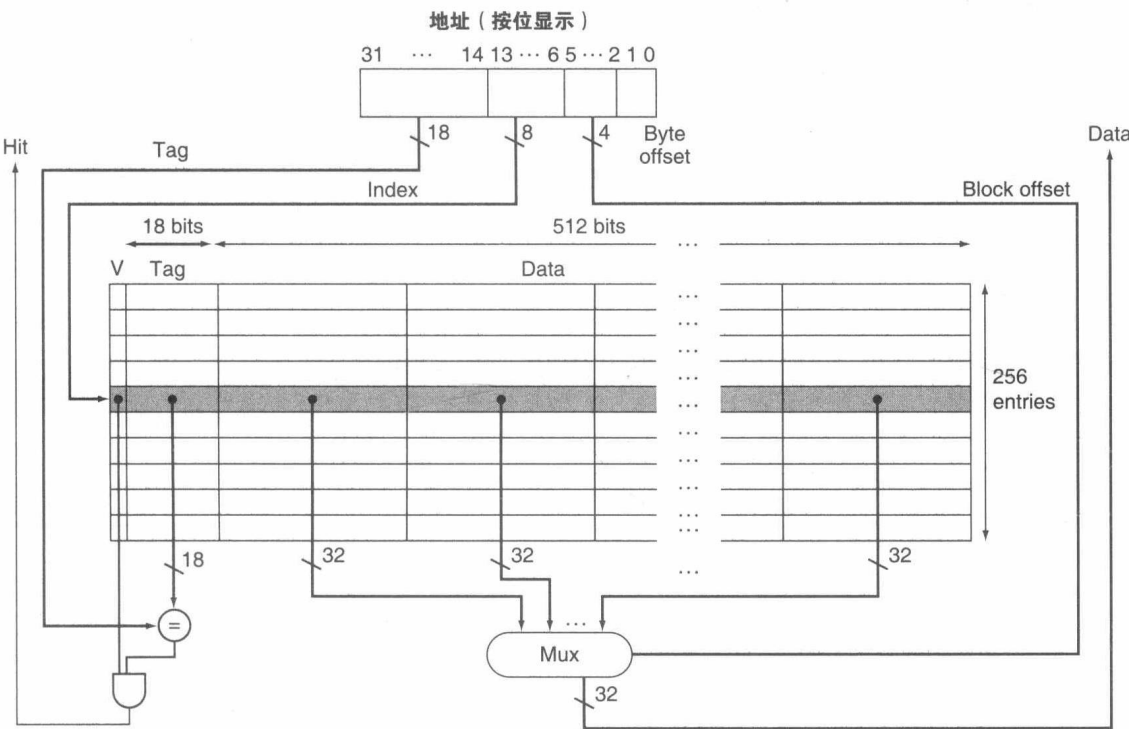 地址（按位显示）
31 ··· 14 13 ··· 6 5 ··· 2 1 0
18 8 4 Byte offset
Hit
Tag
Data
Index
Block offset
18 bits
512 bits
···
V Tag Data
···
···
···
···
256 entries
···
···
···
···
···
18 32 32 ··· 32
=
···
Mux
32